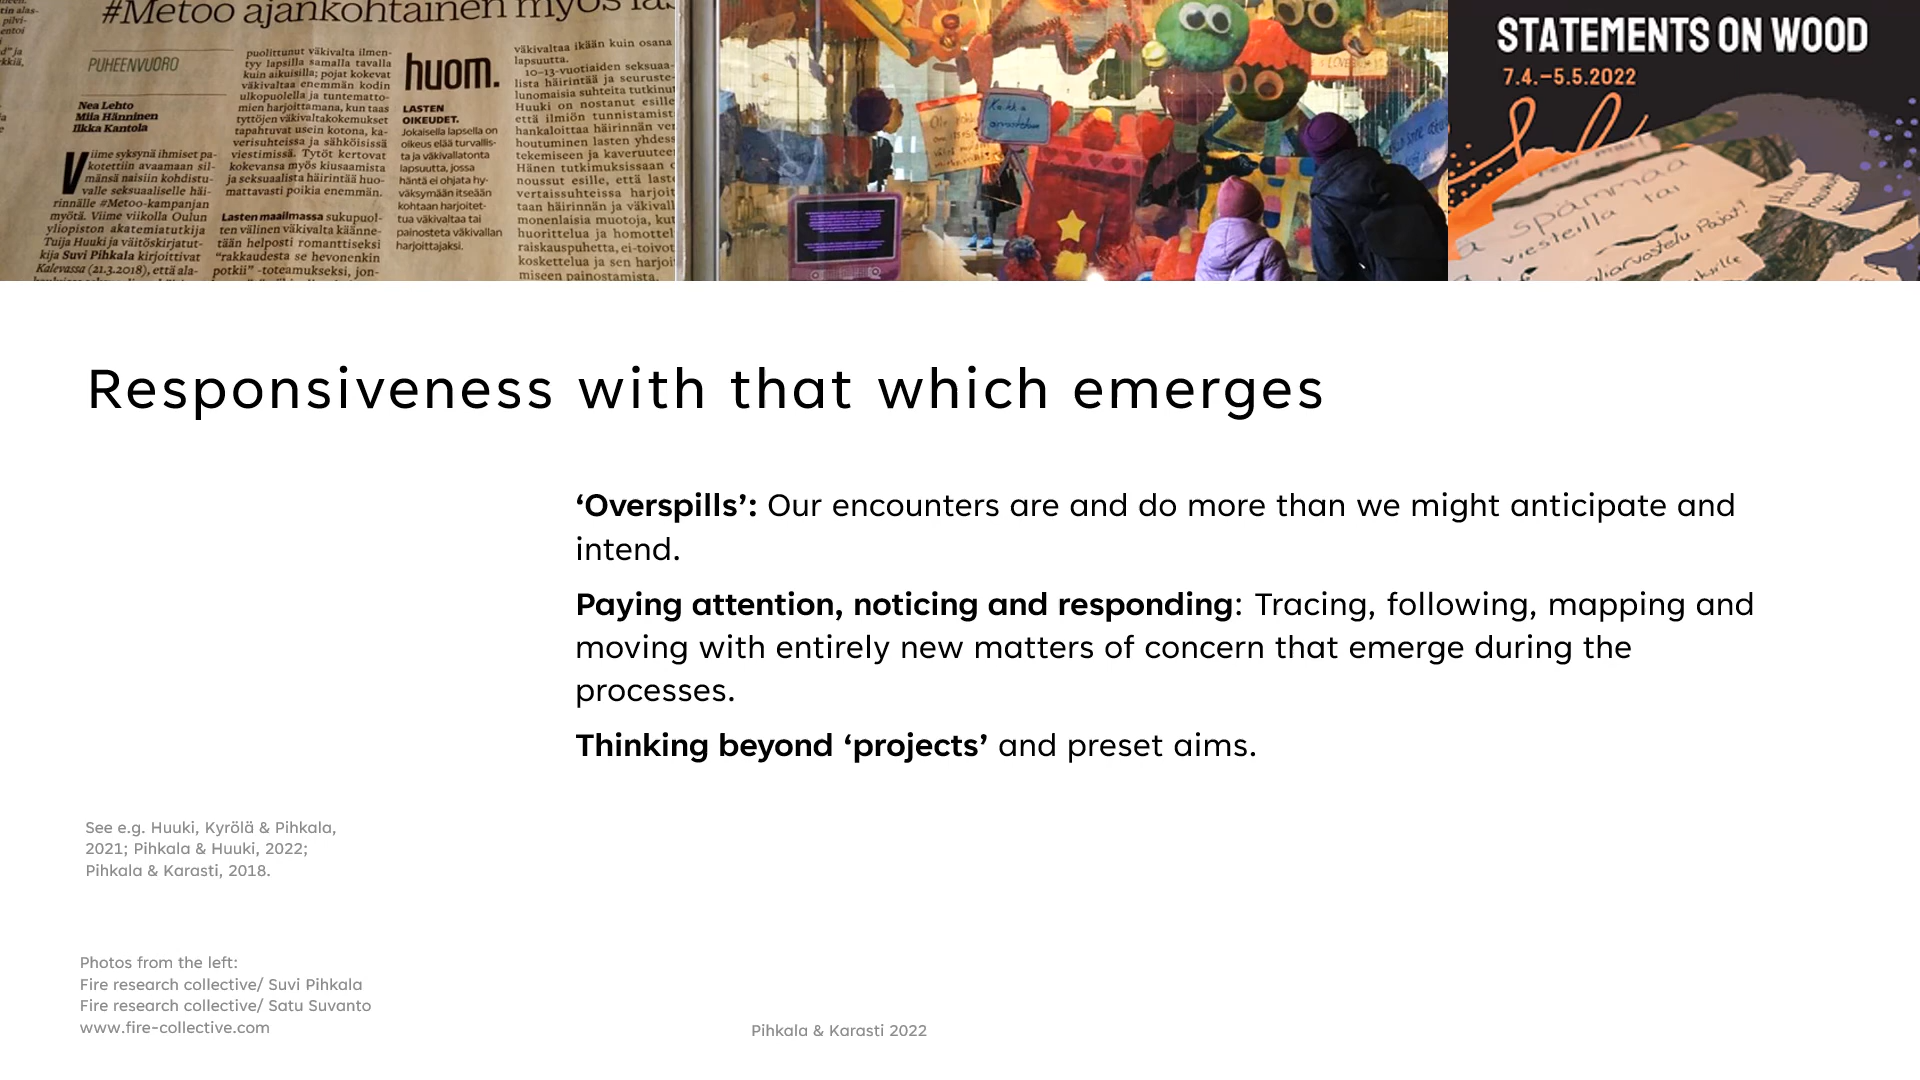 #Metoo ajankohtainen myös las
PUHEENVUORO
Nea Lehto
Miia Hänninen
Ilkka Kantola
Viime syksynä ihmiset pa-
kotettiin avaamaan sil-
mänsä naisiin kohdistu-
valle seksuaaliselle häi-
rinnälle #Metoo-kampanjan
myötä. Viime viikolla Oulun
yliopiston akatemiatutkija
Tuija Huuki ja väitöskirjatut-
kija Suvi Pihkala kirjoittivat
Kalevassa (21.3.2018), että ala-
puolittunut väkivalta ilmen-
tyy lapsilla samalla tavalla
kuin aikuisilla; pojat kokevat
väkivaltaa enemmän kodin
ulkopuolella ja tuntematto-
mien harjoittamana, kun taas
tyttöjen väkivaltakokemukset
tapahtuvat usein kotona, ka-
verisuhteissa ja sähköisissä
viestimissä. Tytöt kertovat
kokevansa myös kiusaamista
ja seksuaalista häirintää huo-
mattavasti poikia enemmän.
Lasten maailmassa sukupuol-
ten välinen väkivalta käänne-
tään helposti romanttiseksi
"rakkaudesta se hevonenkin
potkii" -toteamukseksi, jon-
huom.
LASTEN
OIKEUDET.
Jokaisella lapsella on
oikeus elää turvallis-
ta ja väkivallatonta
lapsuutta, jossa
häntä ei ohjata hy-
väksymään itseään
kohtaan harjoitet-
tua väkivaltaa tai
painosteta väkivallan
harjoittajaksi.
väkivaltaa ikään kuin osana
lapsuutta.
10–13-vuotiaiden seksuaa-
lista häirintää ja seuruste-
lunomaisia suhteita tutkinut
Huuki on nostanut esille
että ilmiön tunnistamist
hankaloittaa häirinnän ver
houtuminen lasten yhdess
tekemiseen ja kaveruuteen
Hänen tutkimuksissaan o
noussut esille, että laste
vertaissuhteissa harjoit
taan häirinnän ja väkival
monenlaisia muotoja, kut
huorittelua ja homottel
raiskauspuhetta, ei-toivot
koskettelua ja sen harjoi
miseen painostamista.
STATEMENTS ON WOOD
7.4.–5.5.2022
ä spämmää
viesteillä tai
Responsiveness with that which emerges
‘Overspills’: Our encounters are and do more than we might anticipate and
intend.
Paying attention, noticing and responding: Tracing, following, mapping and
moving with entirely new matters of concern that emerge during the
processes.
Thinking beyond ‘projects’ and preset aims.
See e.g. Huuki, Kyrölä & Pihkala,
2021; Pihkala & Huuki, 2022;
Pihkala & Karasti, 2018.
Photos from the left:
Fire research collective/ Suvi Pihkala
Fire research collective/ Satu Suvanto
www.fire-collective.com
Pihkala & Karasti 2022